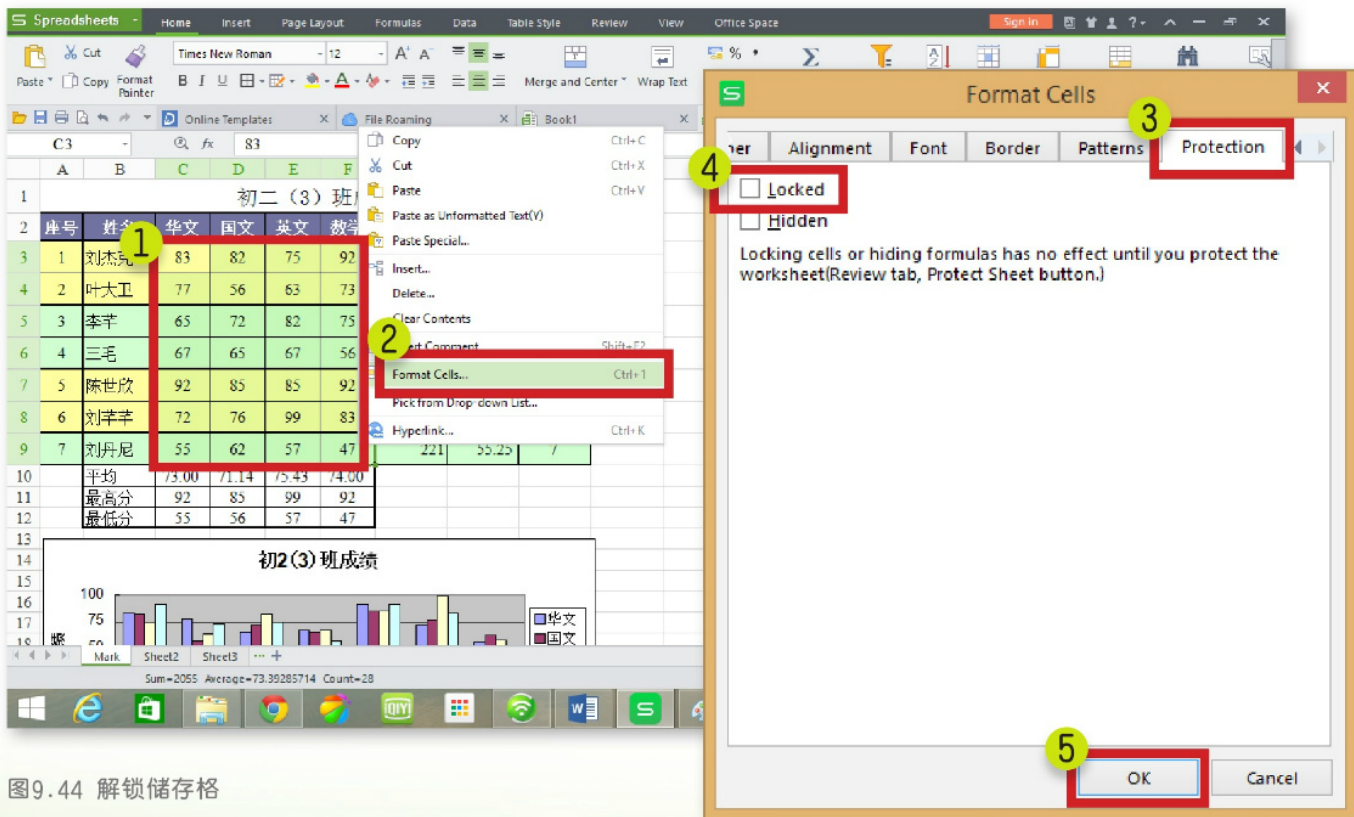 Spreadsheets Home Insert Page Layout Formulas Data Table Style Review View Office Space Sign in
Cut Times New Roman 12 A A %
Paste Copy Format Painter B I U A Merge and Center Wrap Text
Online Templates File Roaming Book1
C3 fx 83
A B C D E F
1 初二（3）班
2 座号 姓名 华文 国文 英文 数学
3 1 刘杰克 83 82 75 92
4 2 叶大卫 77 56 63 73
5 3 李芊 65 72 82 75
6 4 三毛 67 65 67 56
7 5 陈世欣 92 85 85 92
8 6 刘芊芊 72 76 99 83
9 7 刘丹尼 55 62 57 47 221 55.25 7
10 平均 73.00 71.14 75.43 74.00
11 最高分 92 85 99 92
12 最低分 55 56 57 47
13
14 初2(3)班成绩
15
16 100
17 75 华文
18 50 国文
Mark Sheet2 Sheet3
Sum=2055 Average=73.39285714 Count=28
1
2
Copy Ctrl+C
Cut Ctrl+X
Paste Ctrl+V
Paste as Unformatted Text(V)
Paste Special...
Insert...
Delete...
Clear Contents
Insert Comment Shift+F2
Format Cells... Ctrl+1
Pick from Drop-down List...
Hyperlink... Ctrl+K
Format Cells
3
Alignment Font Border Patterns Protection
4
Locked
Hidden
Locking cells or hiding formulas has no effect until you protect the
worksheet(Review tab, Protect Sheet button.)
5
OK Cancel
图9.44 解锁储存格